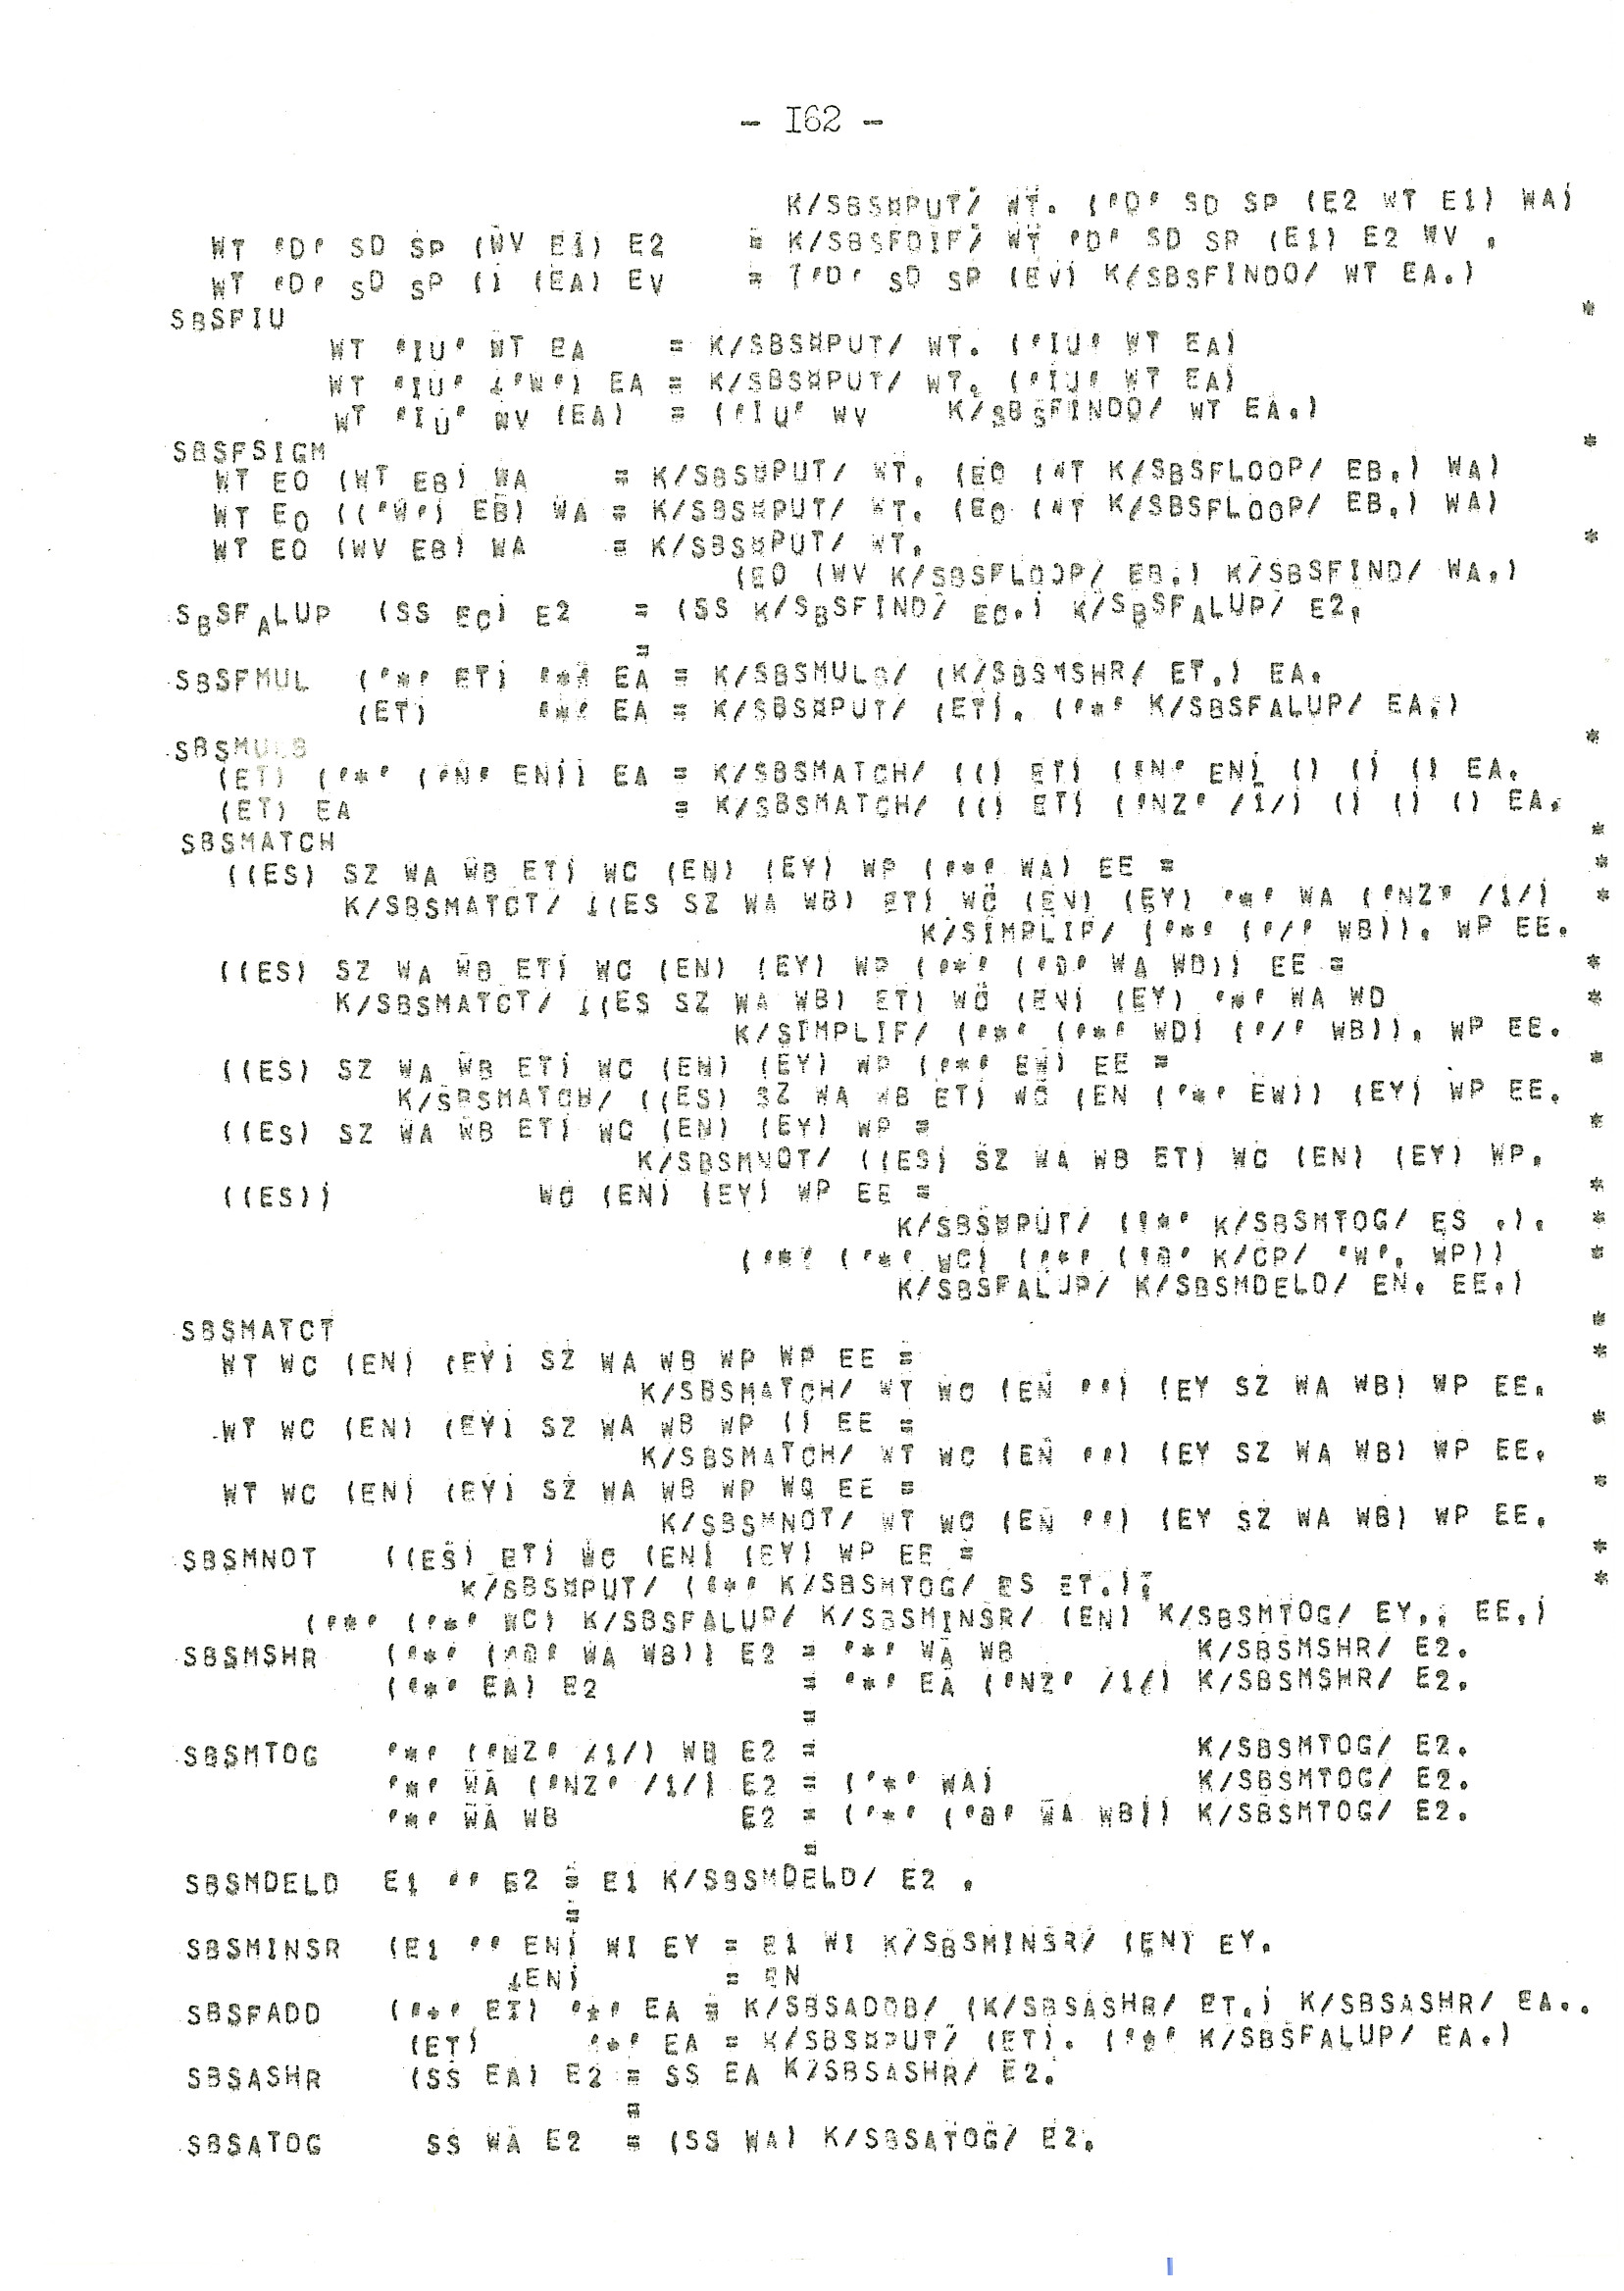 - I62 -
K/SBS¤PUT/ WT. ('D' SD SP (E2 WT E1) WA)
WT 'D' SD SP (WV E1) E2 = K/SBSFDIF/ WT 'D' SD SP (E1) E2 WV .
WT 'D' SD SP () (EA) EV = ('D' SD SP (EV) K/SBSFINDO/ WT EA.)
SBSFIU *
WT 'IU' WT EA = K/SBS¤PUT/ WT. ('IU' WT EA)
WT 'IU' ('W') EA = K/SBS¤PUT/ WT. ('IU' WT EA)
WT 'IU' WV (EA) = ('IU' WV K/SBSFINDO/ WT EA.)
SBSFSIGM *
WT EO (WT EB) WA = K/SBS¤PUT/ WT. (EO (WT K/SBSFLOOP/ EB.) WA)
WT EO (('W') EB) WA = K/SBS¤PUT/ WT. (EO (WT K/SBSFLOOP/ EB.) WA)
WT EO (WV EB) WA = K/SBS¤PUT/ WT. *
(EO (WV K/SBSFLOOP/ EB.) K/SBSFIND/ WA.)
SBSFALUP (SS EC) E2 = (SS K/SBSFIND/ EC.) K/SBSFALUP/ E2.
=
SBSFMUL ('*' ET) '*' EA = K/SBSMULB/ (K/SBSMSHR/ ET.) EA.
(ET) '*' EA = K/SBS¤PUT/ (ET). ('*' K/SBSFALUP/ EA.)
SBSMULB *
(ET) ('*' ('N' EN)) EA = K/SBSMATCH/ (() ET) ('N' EN) () () () EA.
(ET) EA = K/SBSMATCH/ (() ET) ('NZ' /1/) () () () EA.
SBSMATCH *
((ES) SZ WA WB ET) WC (EN) (EY) WP ('*' WA) EE = *
K/SBSMATCT/ ((ES SZ WA WB) ET) WC (EN) (EY) '*' WA ('NZ' /1/) *
K/SIMPLIF/ ('*' ('/' WB)). WP EE.
((ES) SZ WA WB ET) WC (EN) (EY) WP ('*' ('@' WA WD)) EE = *
K/SBSMATCT/ ((ES SZ WA WB) ET) WC (EN) (EY) '*' WA WD *
K/SIMPLIF/ ('*' ('*' WD) ('/' WB)). WP EE.
((ES) SZ WA WB ET) WC (EN) (EY) WP ('*' EW) EE = *
K/SBSMATCH/ ((ES) SZ WA WB ET) WC (EN ('*' EW)) (EY) WP EE.
((ES) SZ WA WB ET) WC (EN) (EY) WP = *
K/SBSMNOT/ ((ES) SZ WA WB ET) WC (EN) (EY) WP.
((ES)) WC (EN) (EY) WP EE = *
K/SBS¤PUT/ ('*' K/SBSMTOG/ ES .). *
('*' ('*' WC) ('*' ('@' K/CP/ 'W'. WP)) *
K/SBSFALUP/ K/SBSMDELD/ EN. EE.)
SBSMATCT *
WT WC (EN) (EY) SZ WA WB WP WP EE = *
K/SBSMATCH/ WT WC (EN '') (EY SZ WA WB) WP EE.
WT WC (EN) (EY) SZ WA WB WP () EE = *
K/SBSMATCH/ WT WC (EN '') (EY SZ WA WB) WP EE.
WT WC (EN) (EY) SZ WA WB WP WQ EE = *
K/SBSMNOT/ WT WC (EN '') (EY SZ WA WB) WP EE.
SBSMNOT ((ES) ET) WC (EN) (EY) WP EE = *
K/SBS¤PUT/ ('*' K/SBSMTOG/ ES ET.). *
('*' ('*' WC) K/SBSFALUP/ K/SBSMINSR/ (EN) K/SBSMTOG/ EY.. EE.)
SBSMSHR ('*' ('@' WA WB)) E2 = '*' WA WB K/SBSMSHR/ E2.
('*' EA) E2 = '*' EA ('NZ' /1/) K/SBSMSHR/ E2.
=
SBSMTOG '*' ('NZ' /1/) WB E2 = K/SBSMTOG/ E2.
'*' WA ('NZ' /1/) E2 = ('*' WA) K/SBSMTOG/ E2.
'*' WA WB E2 = ('*' ('@' WA WB)) K/SBSMTOG/ E2.
=
SBSMDELD E1 '' E2 = E1 K/SBSMDELD/ E2 .
=
SBSMINSR (E1 '' EN) WI EY = E1 WI K/SBSMINSR/ (EN) EY.
(EN) = EN
SBSFADD ('*' ET) '*' EA = K/SBSADDB/ (K/SBSASHR/ ET.) K/SBSASHR/ EA..
(ET) '*' EA = K/SBS¤PUT/ (ET). ('*' K/SBSFALUP/ EA.)
SBSASHR (SS EA) E2 = SS EA K/SBSASHR/ E2.
=
SBSATOG SS WA E2 = (SS WA) K/SBSATOG/ E2.